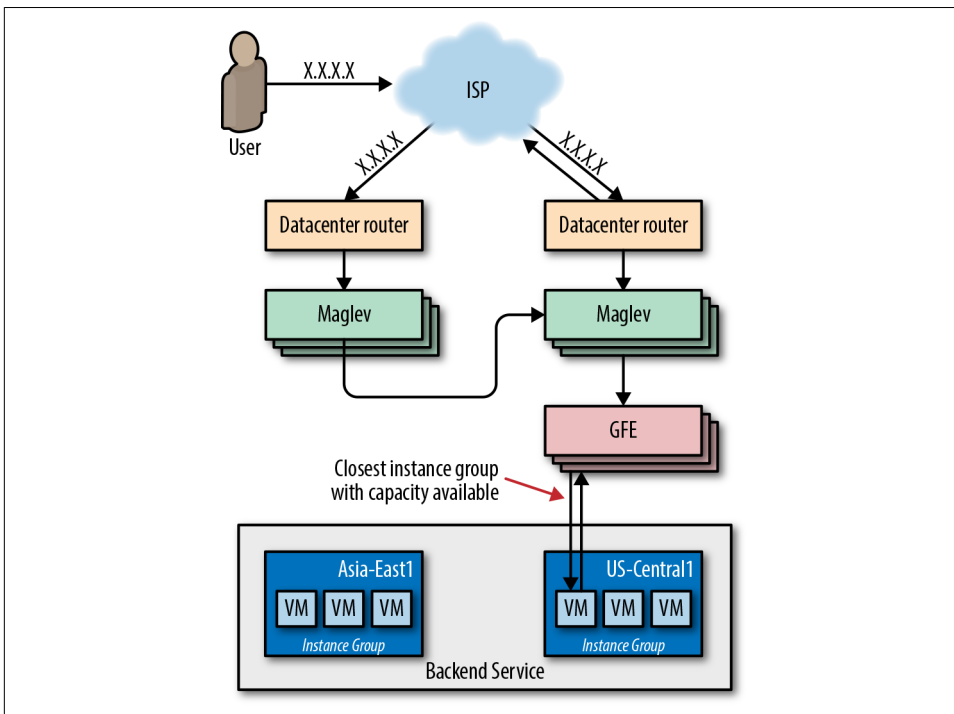 X.X.X.X
ISP
User
X.X.X.X
X.X.X.X
Datacenter router
Datacenter router
Maglev
Maglev
GFE
Closest instance group
with capacity available
Asia-East1
US-Central1
VM
VM
VM
VM
VM
VM
Instance Group
Instance Group
Backend Service